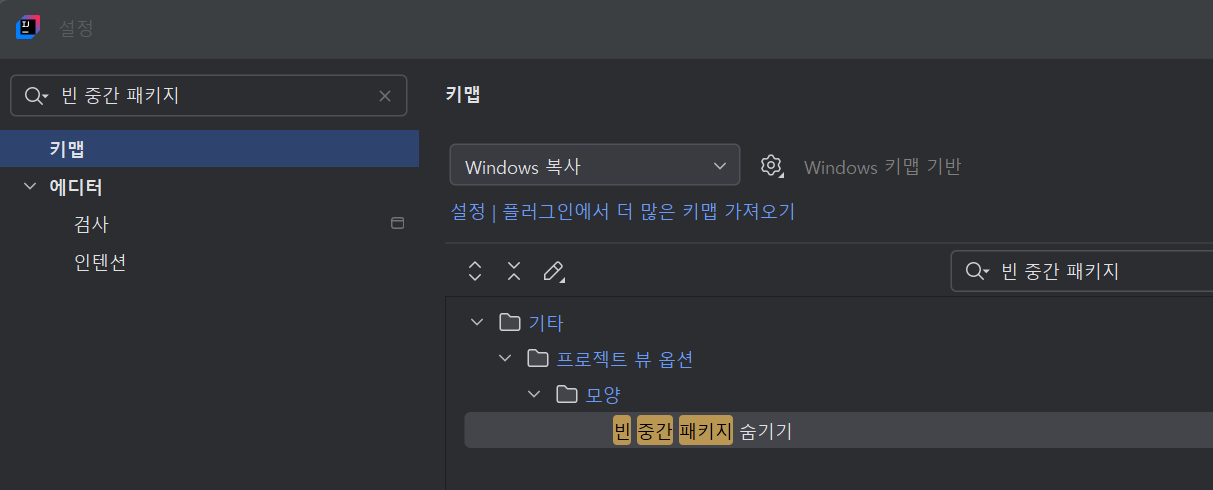 설정
빈 중간 패키지
키맵
에디터
검사
인텐션
키맵
Windows 복사
Windows 키맵 기반
설정 | 플러그인에서 더 많은 키맵 가져오기
빈 중간 패키지
기타
프로젝트 뷰 옵션
모양
빈 중간 패키지 숨기기